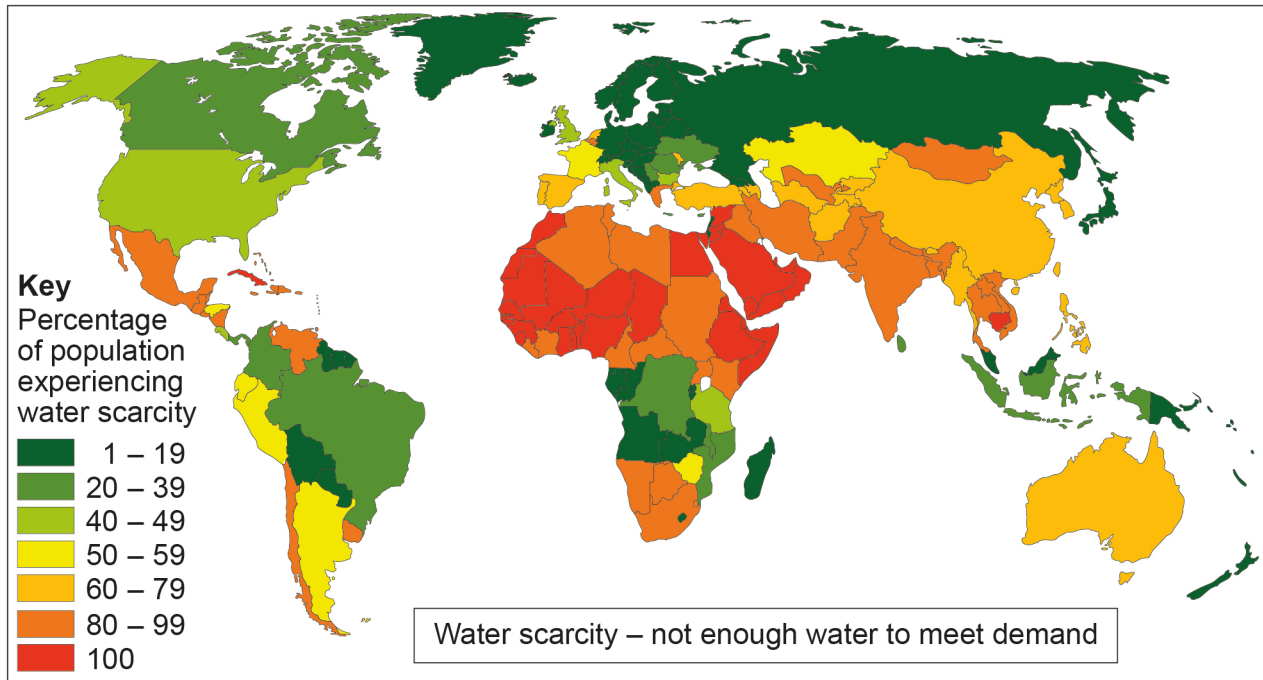 Key
Percentage
of population
experiencing
water scarcity
1 – 19
20 – 39
40 – 49
50 – 59
60 – 79
80 – 99
100
Water scarcity – not enough water to meet demand